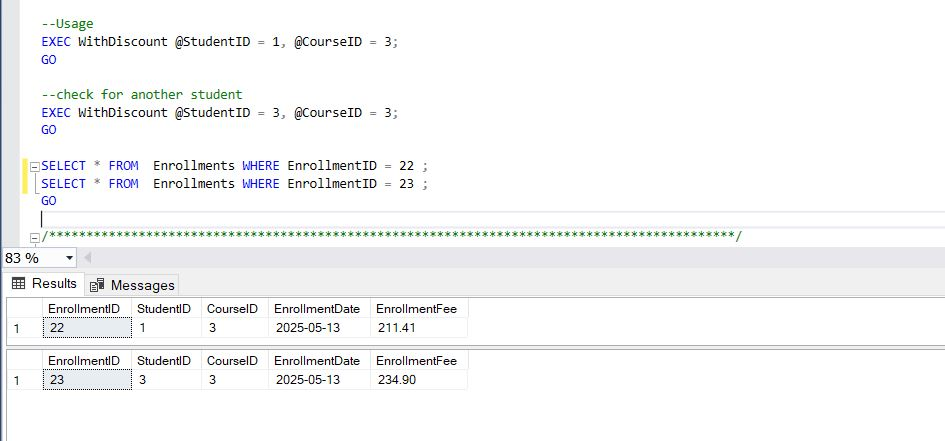 --Usage
EXEC WithDiscount @StudentID = 1, @CourseID = 3;
GO
--check for another student
EXEC WithDiscount @StudentID = 3, @CourseID = 3;
GO
SELECT * FROM  Enrollments WHERE EnrollmentID = 22 ;
SELECT * FROM  Enrollments WHERE EnrollmentID = 23 ;
GO
/********************************************************************************************/
83 %
Results Messages
EnrollmentID StudentID CourseID EnrollmentDate EnrollmentFee
1 22 1 3 2025-05-13 211.41
EnrollmentID StudentID CourseID EnrollmentDate EnrollmentFee
1 23 3 3 2025-05-13 234.90